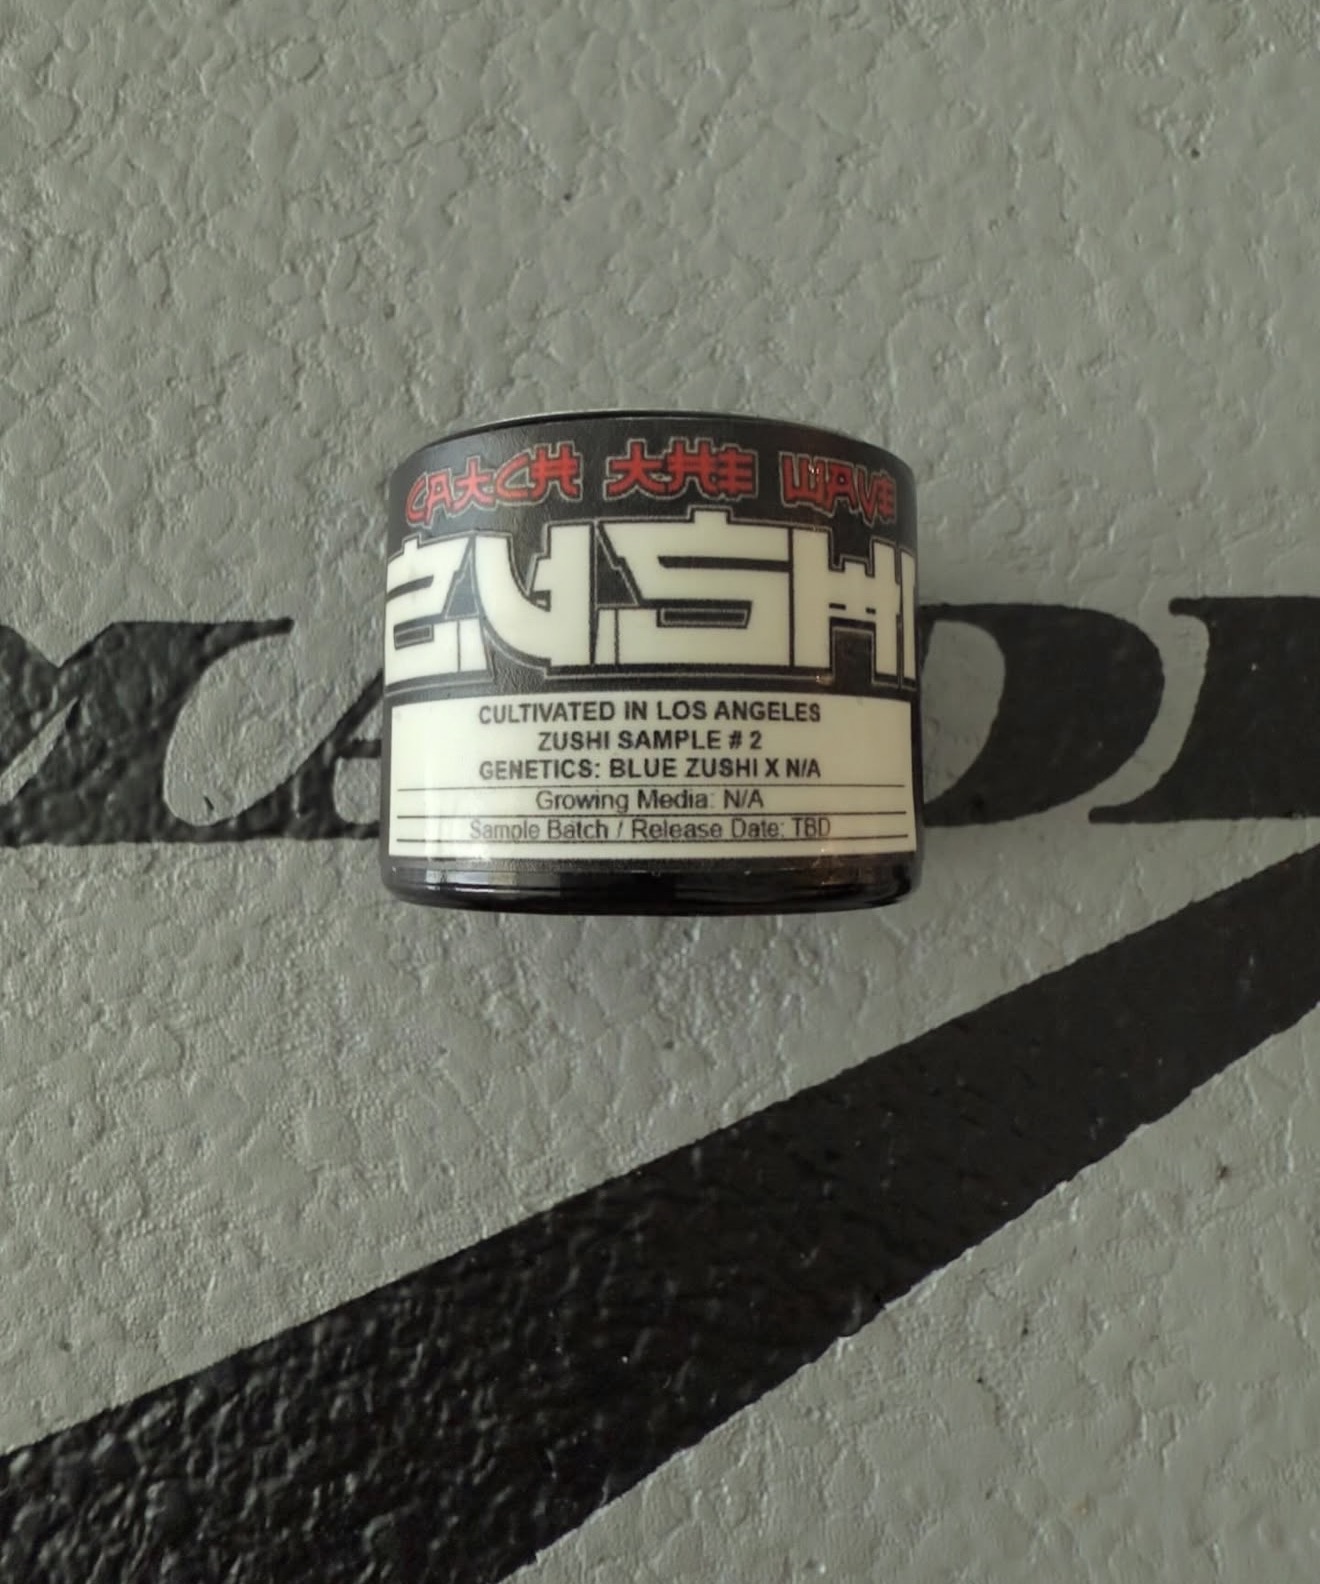 CATCH THE WAVE
ZUSHI
CULTIVATED IN LOS ANGELES
ZUSHI SAMPLE # 2
GENETICS: BLUE ZUSHI X N/A
Growing Media: N/A
Sample Batch / Release Date: TBD